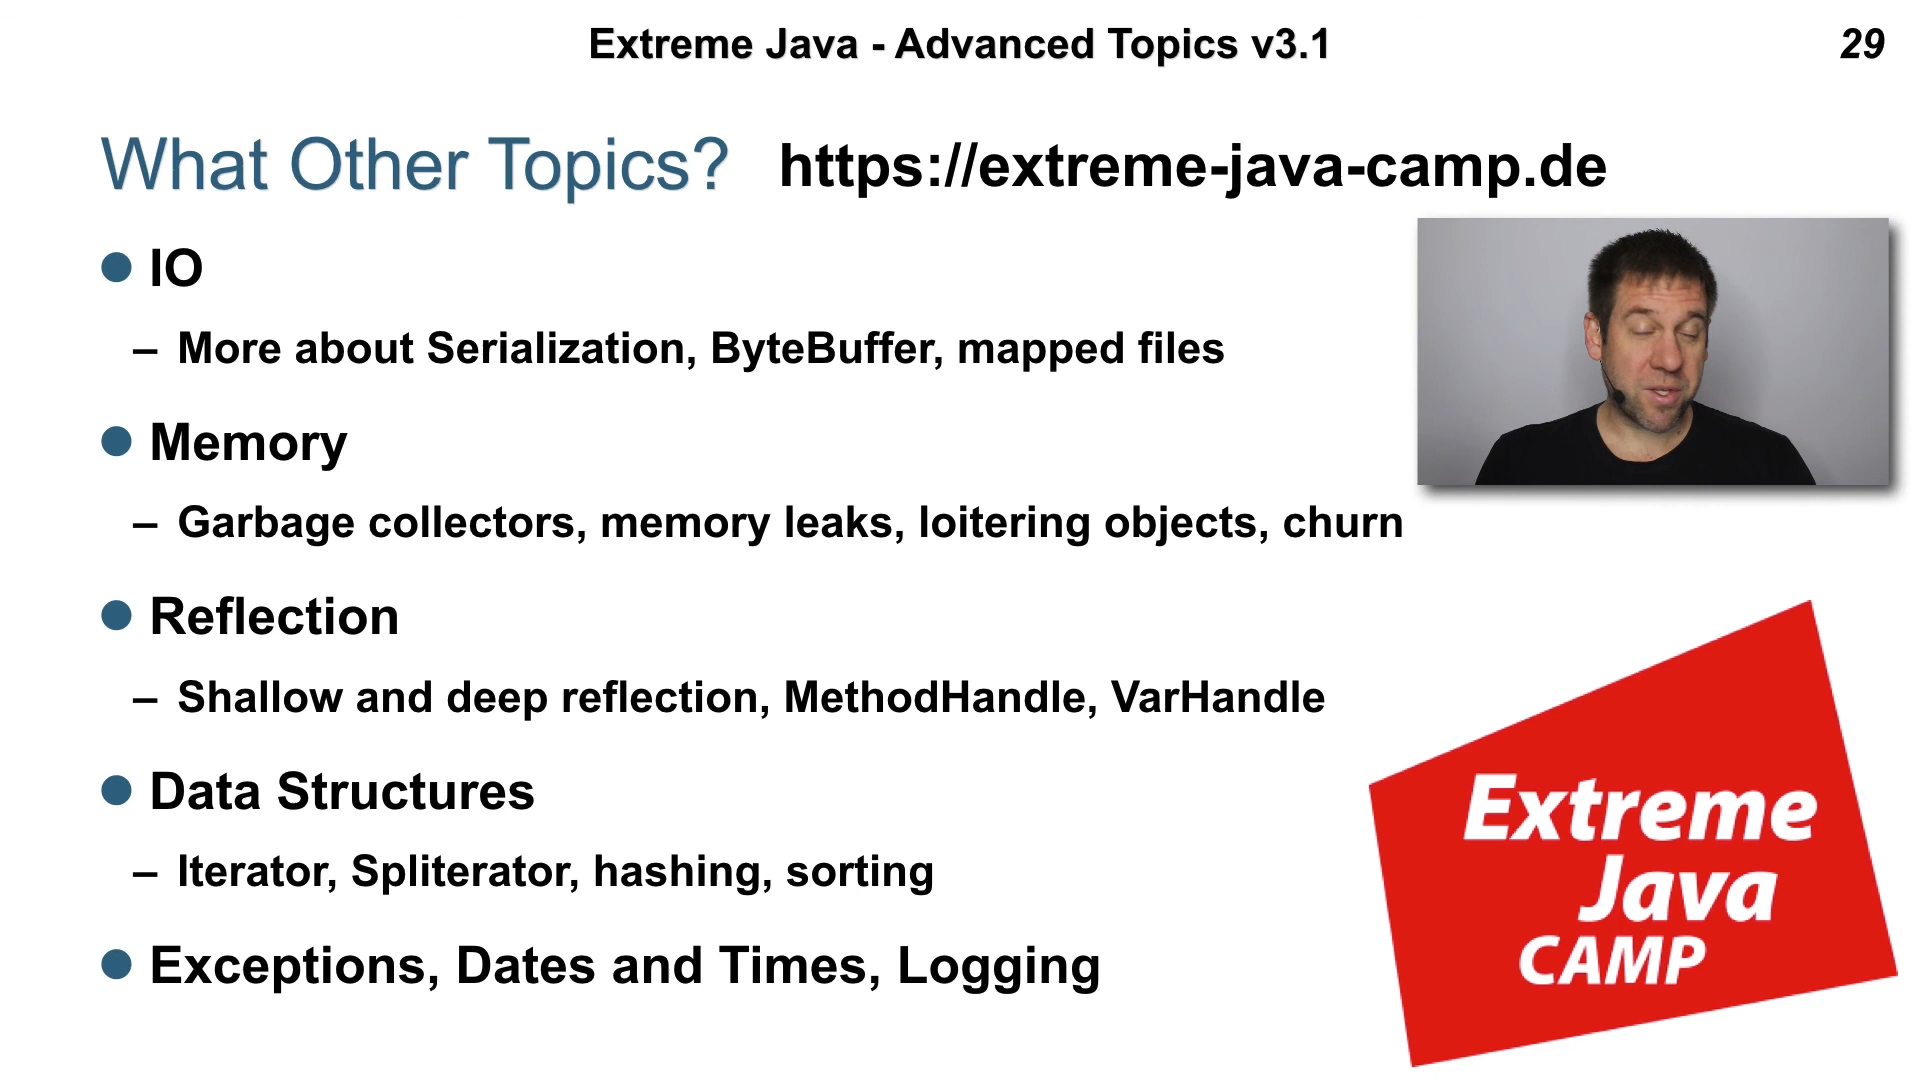 Extreme Java - Advanced Topics v3.1
29
What Other Topics?
https://extreme-java-camp.de
IO
– More about Serialization, ByteBuffer, mapped files
Memory
– Garbage collectors, memory leaks, loitering objects, churn
Reflection
– Shallow and deep reflection, MethodHandle, VarHandle
Data Structures
– Iterator, Spliterator, hashing, sorting
Exceptions, Dates and Times, Logging
Extreme
Java
CAMP